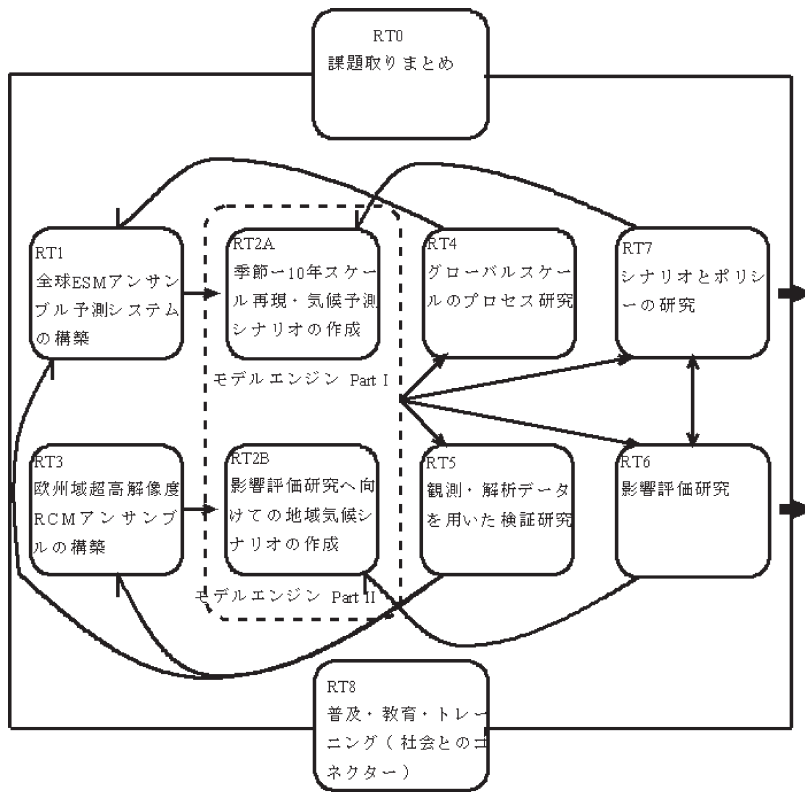 RT0
課題取りまとめ
RT1
全球ESMアンサン
ブル予測システム
の構築
RT2A
季節ー10年スケー
ル再現・気候予測
シナリオの作成
モデルエンジン Part I
RT4
グローバルスケー
ルのプロセス研究
RT7
シナリオとポリシ
ーの研究
RT3
欧州域超高解像度
RCMアンサンブ
ルの構築
RT2B
影響評価研究へ向
けての地域気候シ
ナリオの作成
モデルエンジン Part II
RT5
観測・解析データ
を用いた検証研究
RT6
影響評価研究
RT8
普及・教育・トレー
ニング(社会とのコ
ネクター)